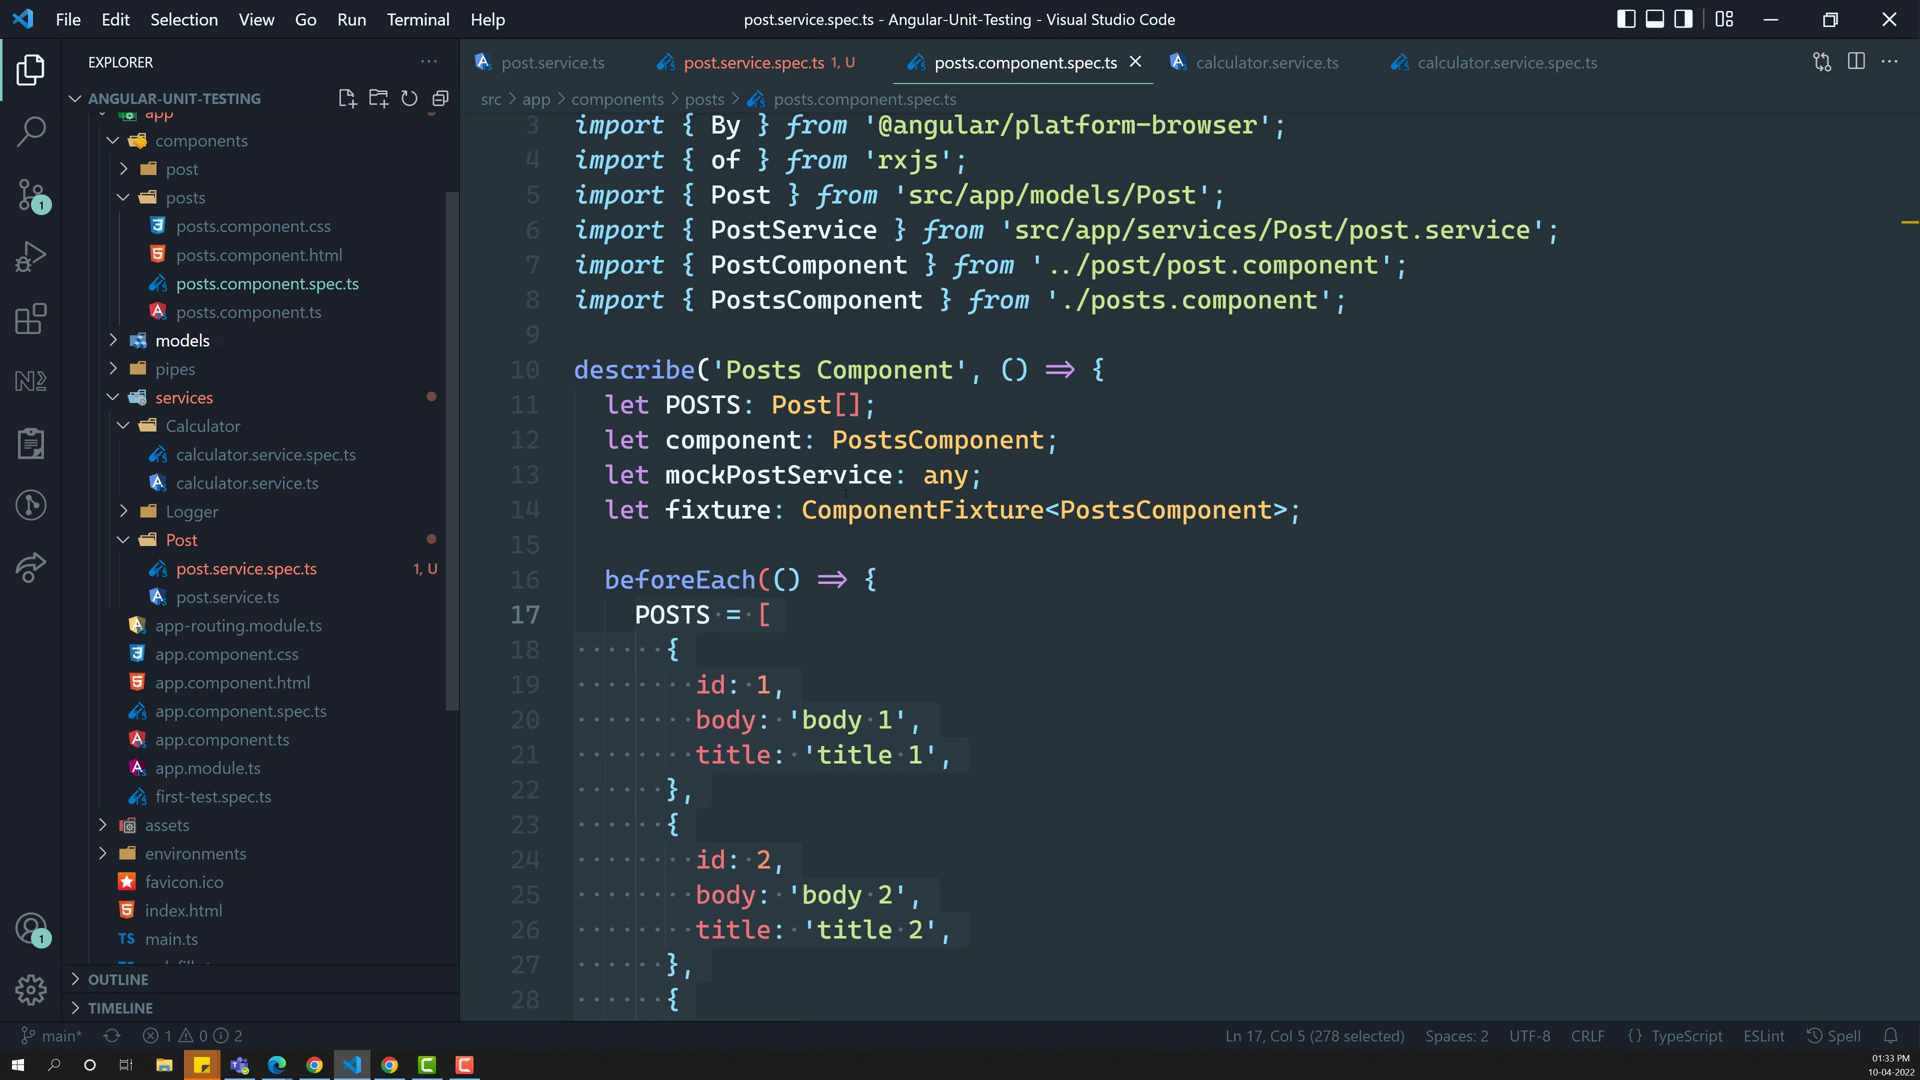 File Edit Selection View Go Run Terminal Help
post.service.spec.ts - Angular-Unit-Testing - Visual Studio Code
EXPLORER
post.service.ts
post.service.spec.ts 1, U
posts.component.spec.ts
calculator.service.ts
calculator.service.spec.ts
src > app > components > posts > posts.component.spec.ts
ANGULAR-UNIT-TESTING
app
components
post
posts
posts.component.css
posts.component.html
posts.component.spec.ts
posts.component.ts
models
pipes
services
Calculator
calculator.service.spec.ts
calculator.service.ts
Logger
Post
post.service.spec.ts 1, U
post.service.ts
app-routing.module.ts
app.component.css
app.component.html
app.component.spec.ts
app.component.ts
app.module.ts
first-test.spec.ts
assets
environments
favicon.ico
index.html
TS main.ts
OUTLINE
TIMELINE
3 import { By } from '@angular/platform-browser';
4 import { of } from 'rxjs';
5 import { Post } from 'src/app/models/Post';
6 import { PostService } from 'src/app/services/Post/post.service';
7 import { PostComponent } from '../post/post.component';
8 import { PostsComponent } from './posts.component';
9
10 describe('Posts Component', () => {
11 let POSTS: Post[];
12 let component: PostsComponent;
13 let mockPostService: any;
14 let fixture: ComponentFixture<PostsComponent>;
15
16 beforeEach(() => {
17 POSTS = [
18 {
19 id: 1,
20 body: 'body 1',
21 title: 'title 1',
22 },
23 {
24 id: 2,
25 body: 'body 2',
26 title: 'title 2',
27 },
28 {
main* 1 0 2
Ln 17, Col 5 (278 selected) Spaces: 2 UTF-8 CRLF {} TypeScript ESLint Spell
01:33 PM
10-04-2022